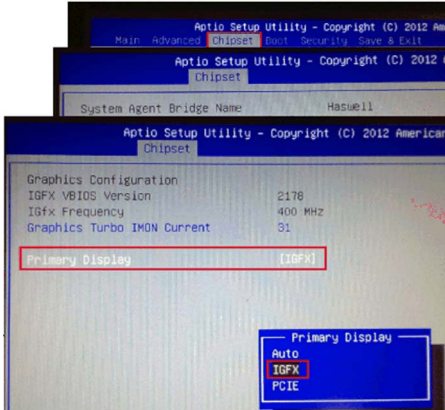 Aptio Setup Utility - Copyright (C) 2012 Am
Main Advanced Chipset Boot Security Save & Exit
Aptio Setup Utility - Copyright (C) 2012
Chipset
System Agent Bridge Name Haswell
Aptio Setup Utility - Copyright (C) 2012 American
Chipset
Graphics Configuration
IGFX VBIOS Version 2178
IGfx Frequency 400 MHz
Graphics Turbo IMON Current 31
Primary Display [IGFX]
Primary Display
Auto
IGFX
PCIE